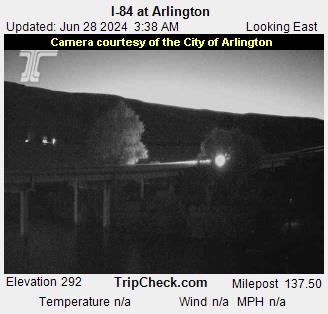 I-84 at Arlington
Updated: Jun 28 2024 3:38 AM Looking East
Camera courtesy of the City of Arlington
Elevation 292 TripCheck.com Milepost 137.50
Temperature n/a Wind n/a MPH n/a